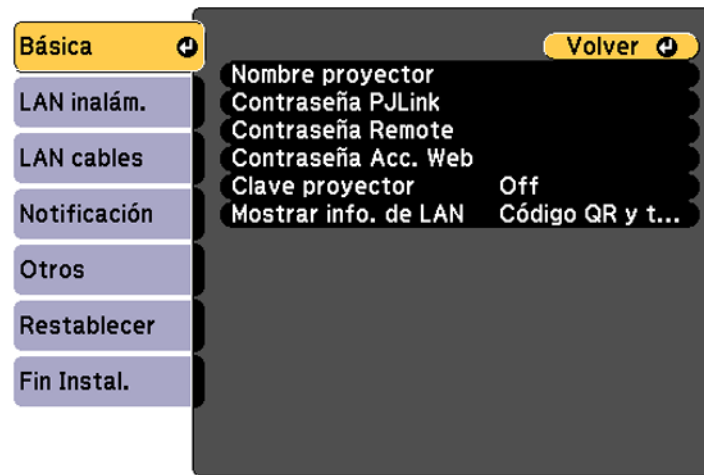 Básica
LAN inalám.
LAN cables
Notificación
Otros
Restablecer
Fin Instal.
Volver
Nombre proyector
Contraseña PJLink
Contraseña Remote
Contraseña Acc. Web
Clave proyector Off
Mostrar info. de LAN Código QR y t...